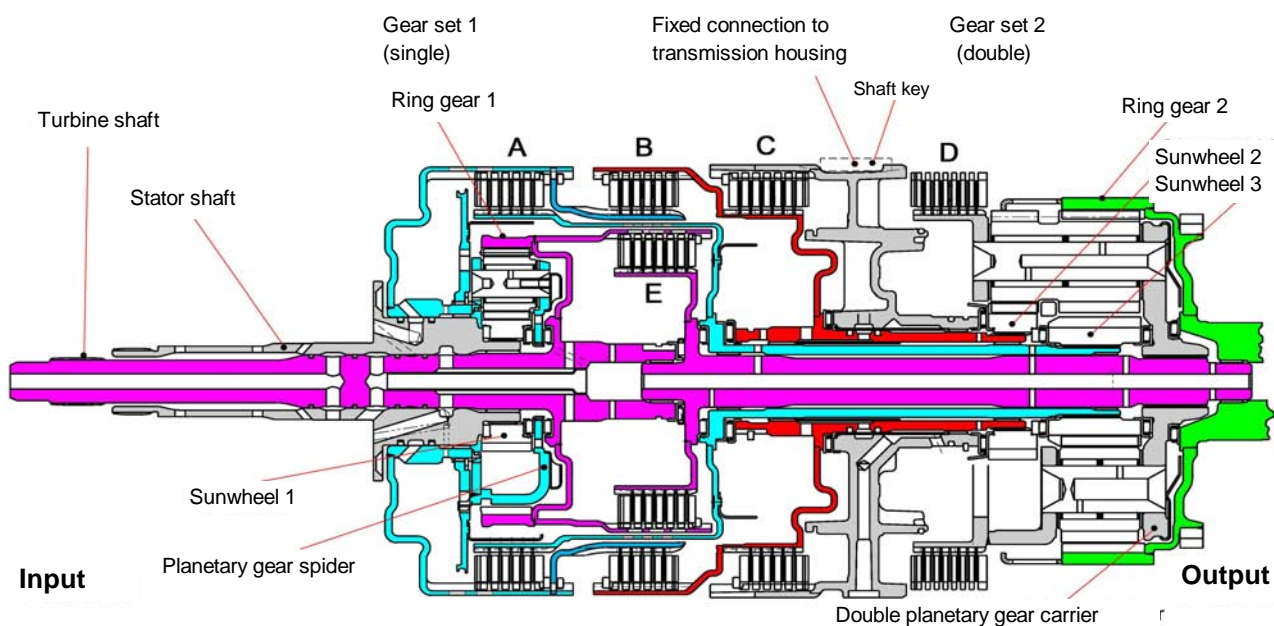 Gear set 1
(single)
Fixed connection to
transmission housing
Gear set 2
(double)
Shaft key
Ring gear 1
Ring gear 2
Turbine shaft
A
B
C
D
Sunwheel 2
Sunwheel 3
Stator shaft
E
Sunwheel 1
Planetary gear spider
Input
Output
Double planetary gear carrier